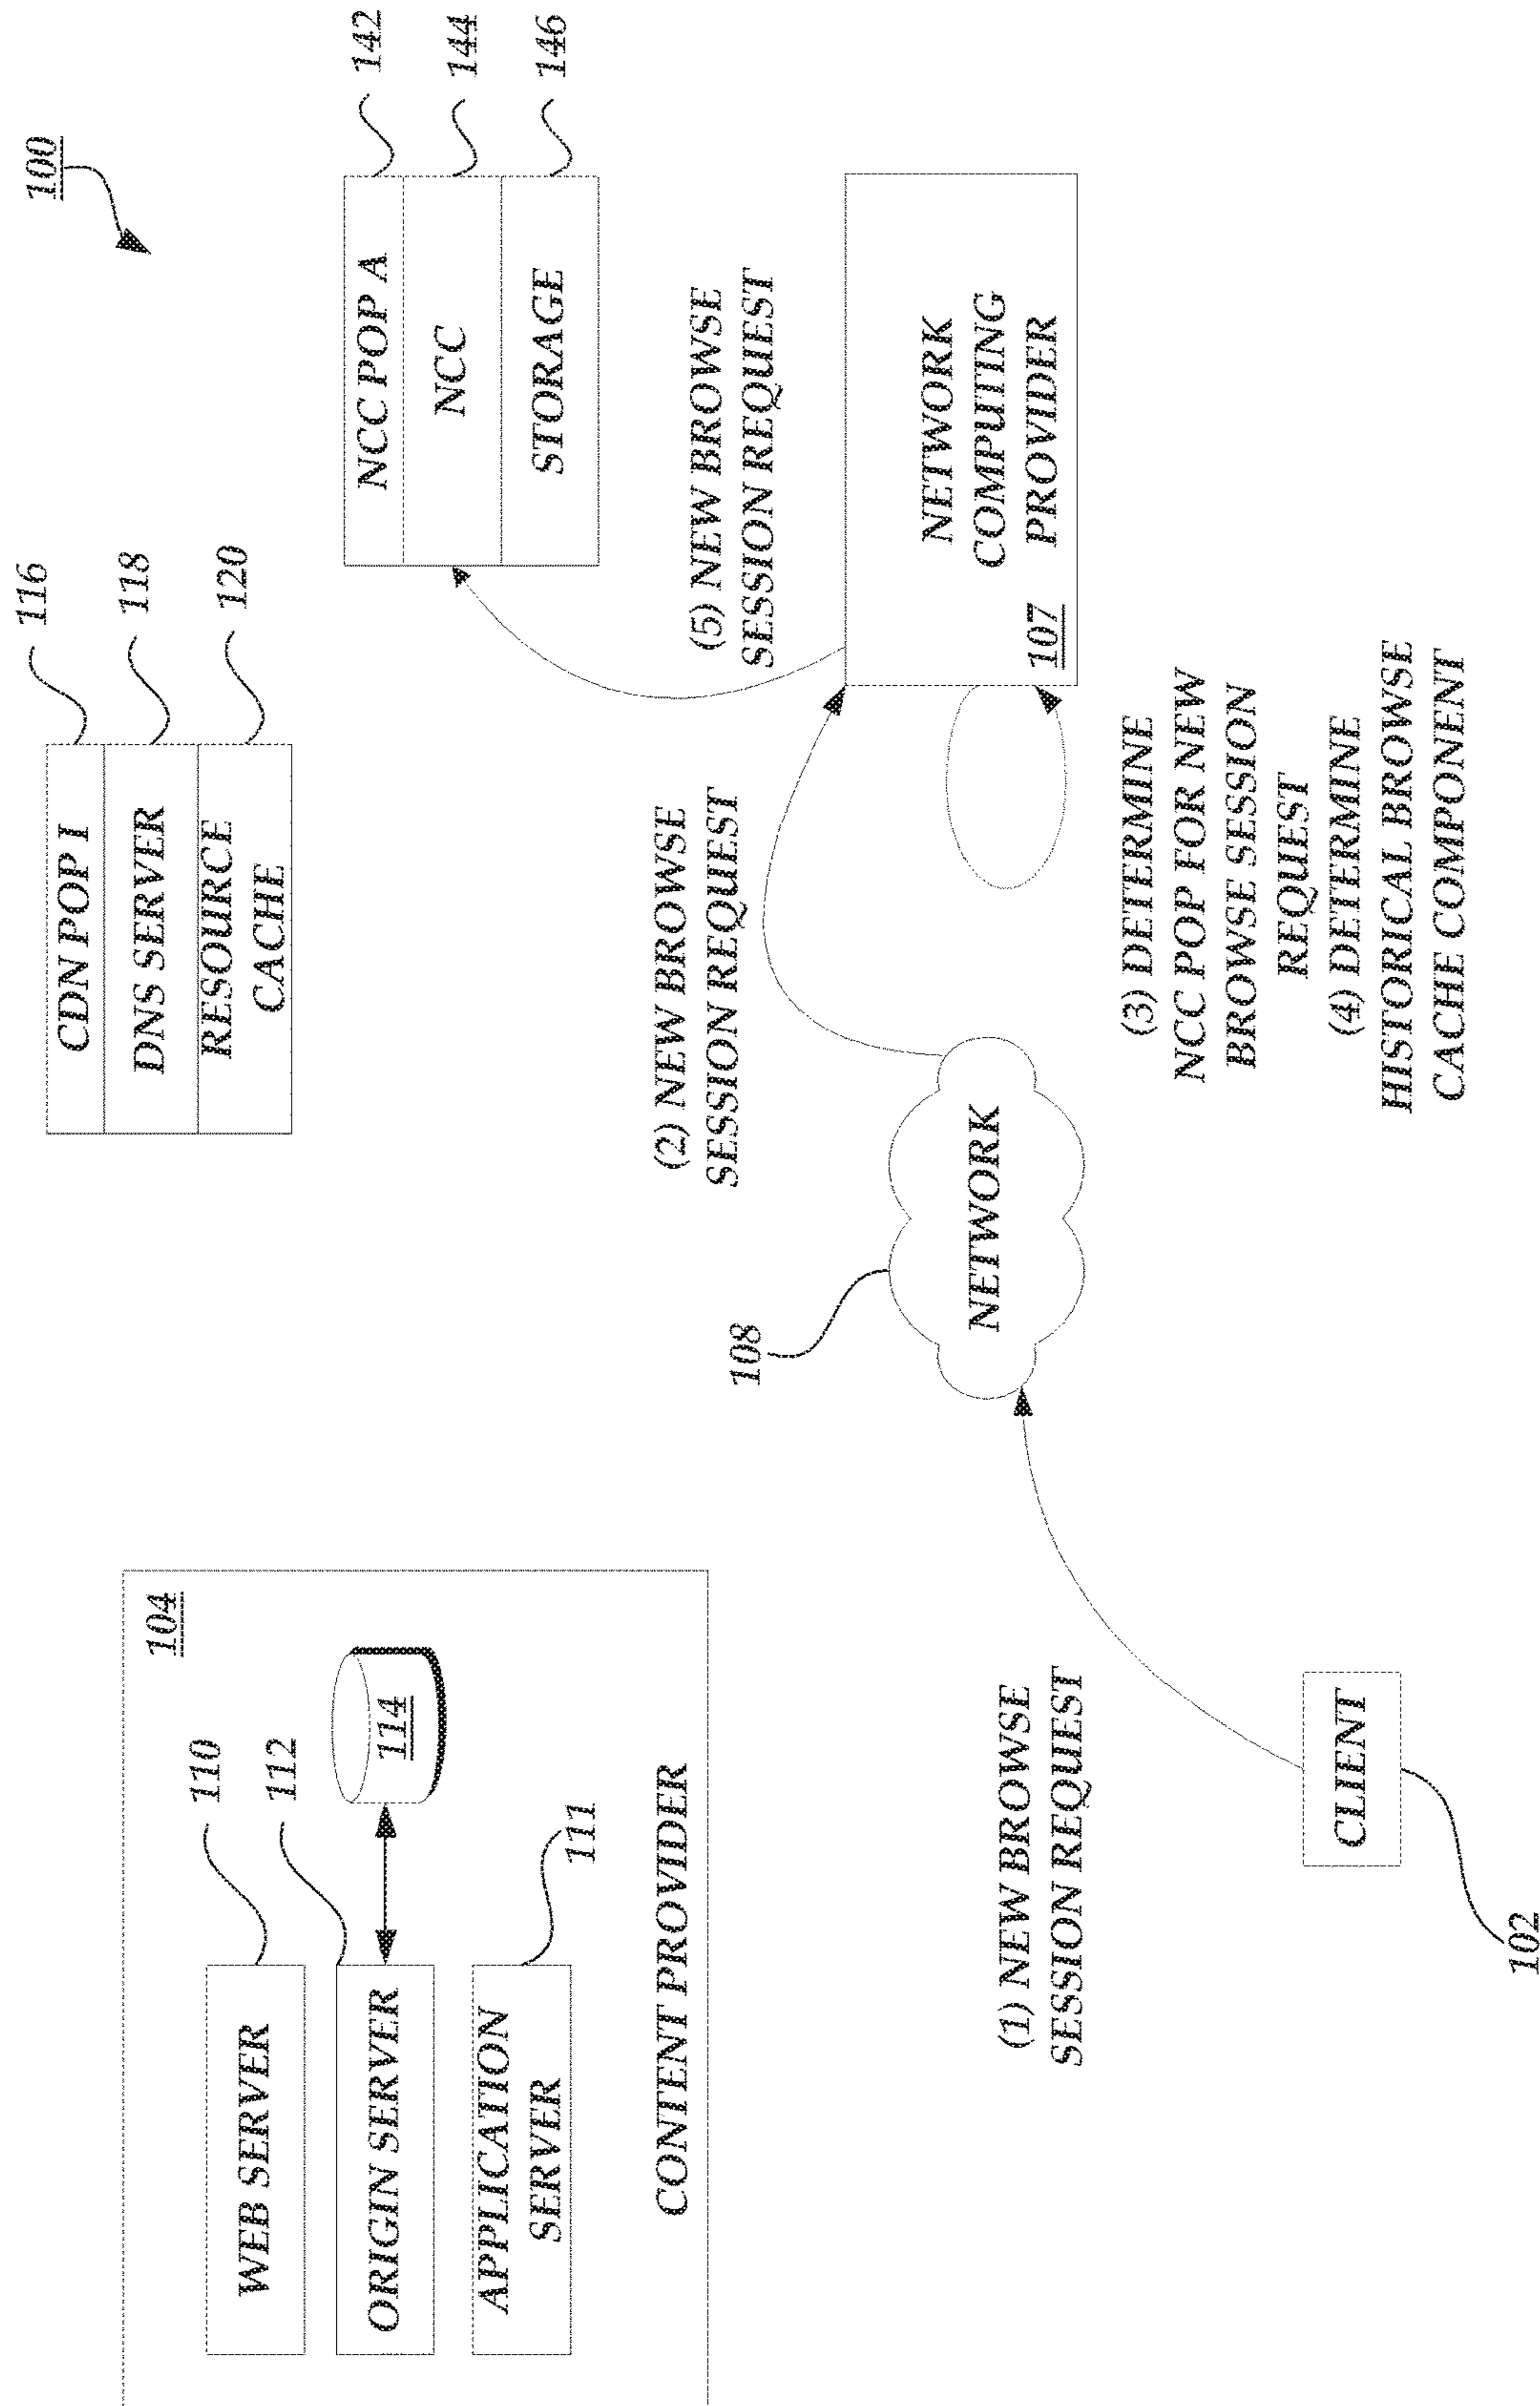 100
104
110
112
114
111
WEB SERVER
ORIGIN SERVER
APPLICATION
SERVER
CONTENT PROVIDER
116
118
120
CDN POP 1
DNS SERVER
RESOURCE
CACHE
142
144
146
NCC POP A
NCC
STORAGE
(1) NEW BROWSE
SESSION REQUEST
CLIENT
102
108
NETWORK
(2) NEW BROWSE
SESSION REQUEST
(5) NEW BROWSE
SESSION REQUEST
NETWORK
COMPUTING
PROVIDER
107
(3) DETERMINE
NCC POP FOR NEW
BROWSE SESSION
REQUEST
(4) DETERMINE
HISTORICAL BROWSE
CACHE COMPONENT